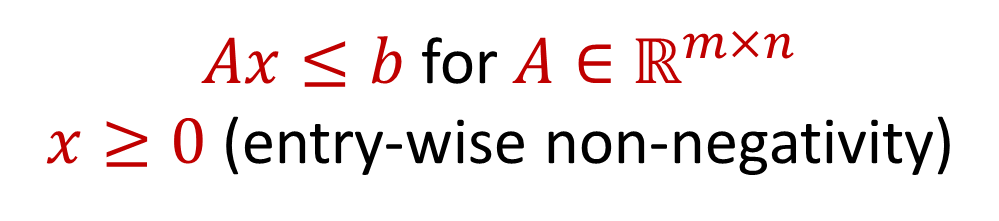 Ax ≤ b for A ∈ ℝ^{m×n}
x ≥ 0 (entry-wise non-negativity)